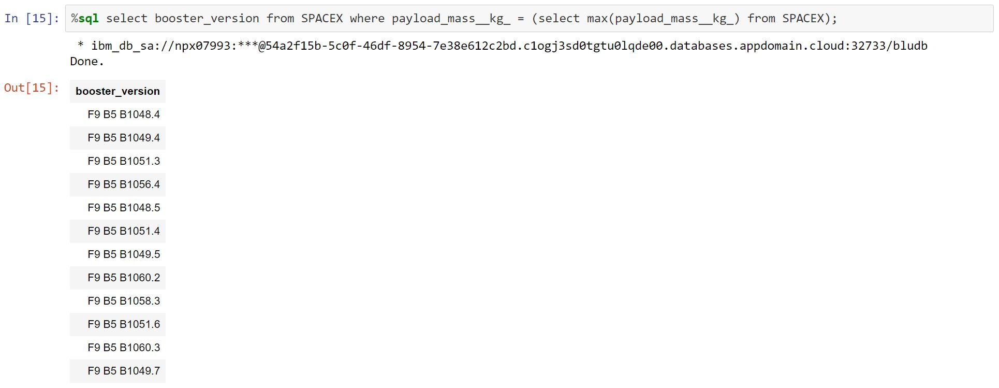 In [15]: %sql select booster_version from SPACEX where payload_mass__kg_ = (select max(payload_mass__kg_) from SPACEX);
* ibm_db_sa://npx07993:***@54a2f15b-5c0f-46df-8954-7e38e612c2bd.c1ogj3sd0tgtu0lqde00.databases.appdomain.cloud:32733/bludb
Done.
Out[15]: booster_version
F9 B5 B1048.4
F9 B5 B1049.4
F9 B5 B1051.3
F9 B5 B1056.4
F9 B5 B1048.5
F9 B5 B1051.4
F9 B5 B1049.5
F9 B5 B1060.2
F9 B5 B1058.3
F9 B5 B1051.6
F9 B5 B1060.3
F9 B5 B1049.7